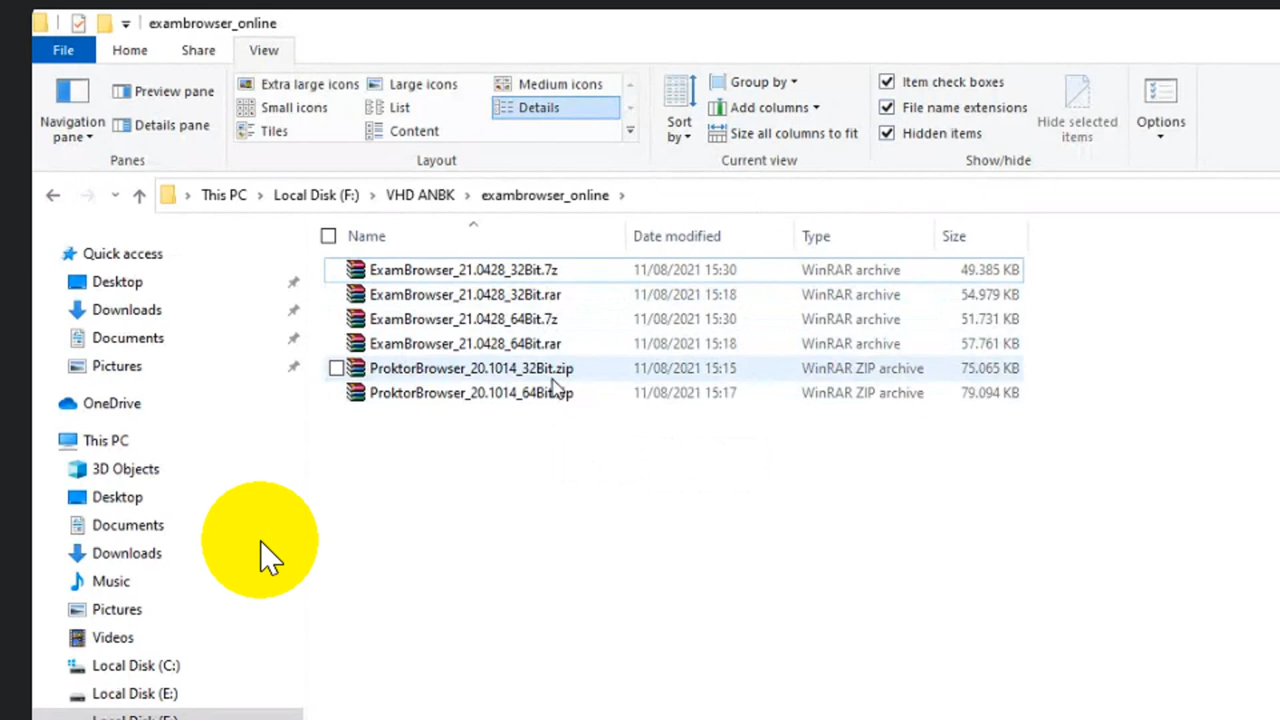 exambrowser_online
File Home Share View
Preview pane
Details pane
Navigation pane
Panes
Extra large icons Large icons Medium icons
Small icons List Details
Tiles Content
Layout
Sort by
Group by
Add columns
Size all columns to fit
Current view
Item check boxes
File name extensions
Hidden items
Hide selected items
Show/hide
Options
This PC Local Disk (F:) VHD ANBK exambrowser_online
Quick access
Desktop
Downloads
Documents
Pictures
OneDrive
This PC
3D Objects
Desktop
Documents
Downloads
Music
Pictures
Videos
Local Disk (C:)
Local Disk (E:)
Local Disk (F:)
Name Date modified Type Size
ExamBrowser_21.0428_32Bit.7z 11/08/2021 15:30 WinRAR archive 49.385 KB
ExamBrowser_21.0428_32Bit.rar 11/08/2021 15:18 WinRAR archive 54.979 KB
ExamBrowser_21.0428_64Bit.7z 11/08/2021 15:30 WinRAR archive 51.731 KB
ExamBrowser_21.0428_64Bit.rar 11/08/2021 15:18 WinRAR archive 57.761 KB
ProktorBrowser_20.1014_32Bit.zip 11/08/2021 15:15 WinRAR ZIP archive 75.065 KB
ProktorBrowser_20.1014_64Bit.zip 11/08/2021 15:17 WinRAR ZIP archive 79.094 KB